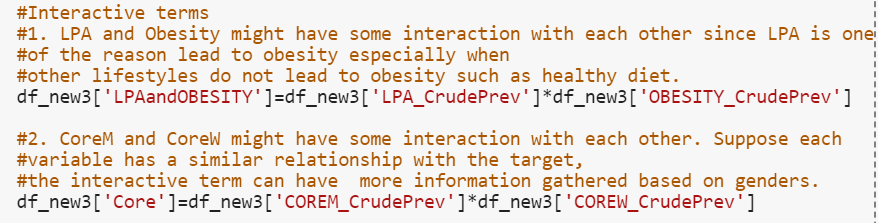 #Interactive terms
#1. LPA and Obesity might have some interaction with each other since LPA is one
#of the reason lead to obesity especially when
#other lifestyles do not lead to obesity such as healthy diet.
df_new3['LPAandOBESITY']=df_new3['LPA_CrudePrev']*df_new3['OBESITY_CrudePrev']
#2. CoreM and CoreW might have some interaction with each other. Suppose each
#variable has a similar relationship with the target,
#the interactive term can have  more information gathered based on genders.
df_new3['Core']=df_new3['COREM_CrudePrev']*df_new3['COREW_CrudePrev']